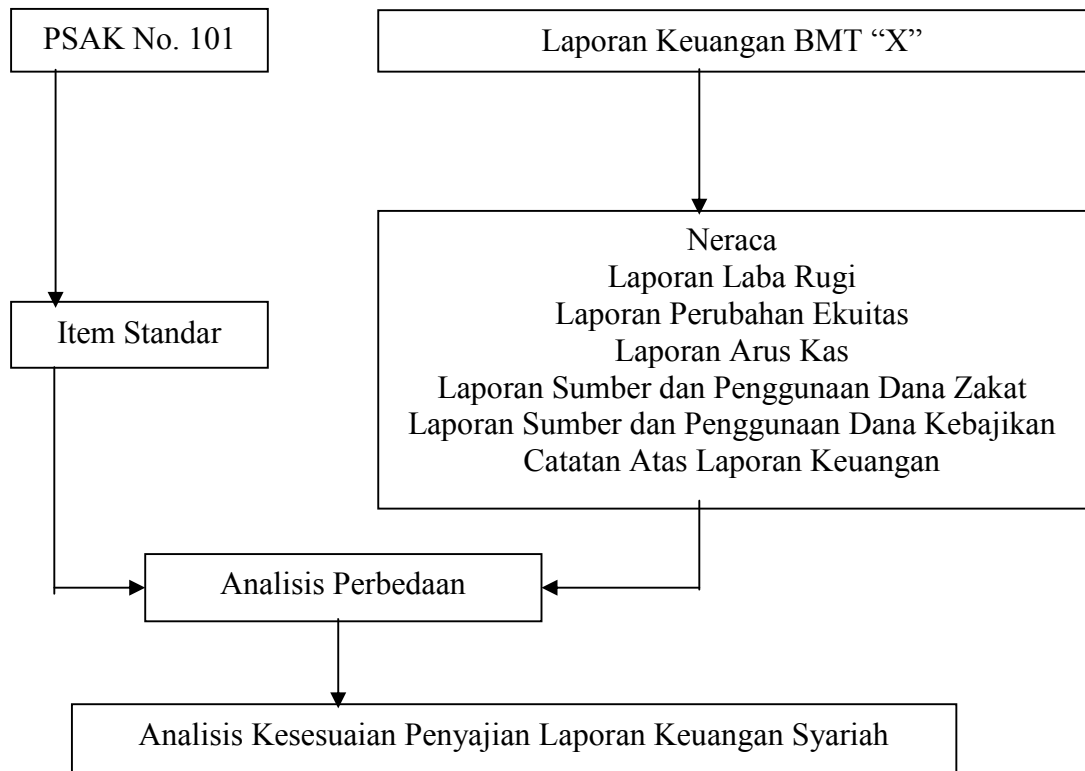 PSAK No. 101
Laporan Keuangan BMT “X”
Neraca
Laporan Laba Rugi
Laporan Perubahan Ekuitas
Laporan Arus Kas
Laporan Sumber dan Penggunaan Dana Zakat
Laporan Sumber dan Penggunaan Dana Kebajikan
Catatan Atas Laporan Keuangan
Item Standar
Analisis Perbedaan
Analisis Kesesuaian Penyajian Laporan Keuangan Syariah